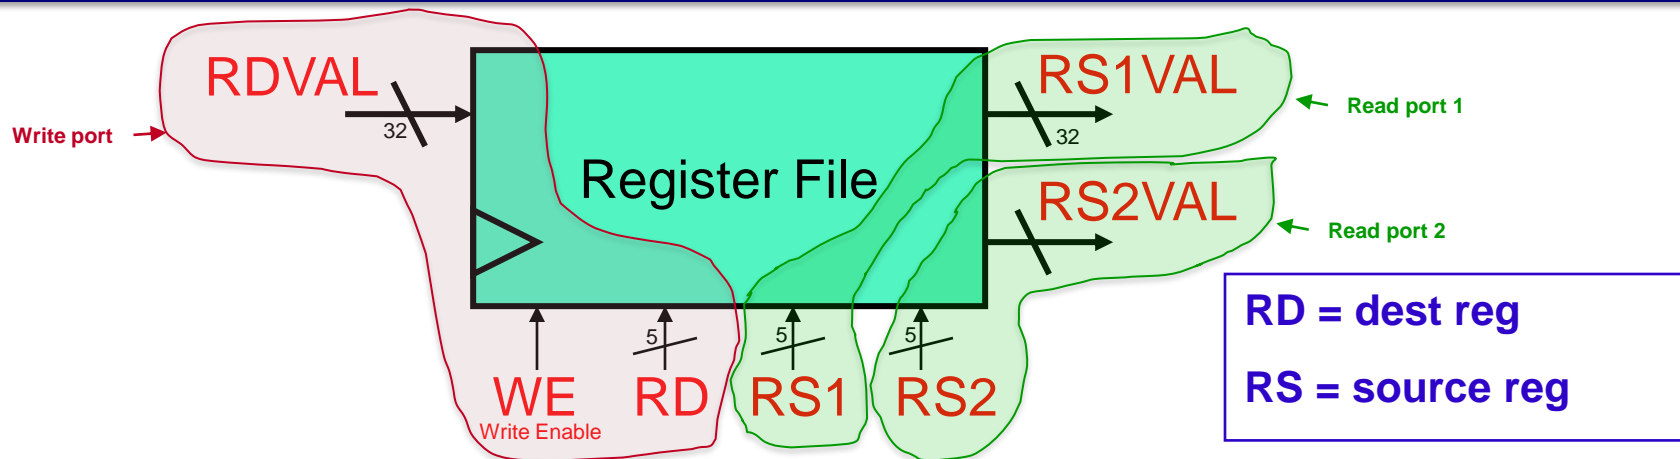 RDVAL
32
Write port
Register File
RS1VAL
32
Read port 1
RS2VAL
Read port 2
5
5
5
WE
Write Enable
RD
RS1
RS2
RD = dest reg
RS = source reg